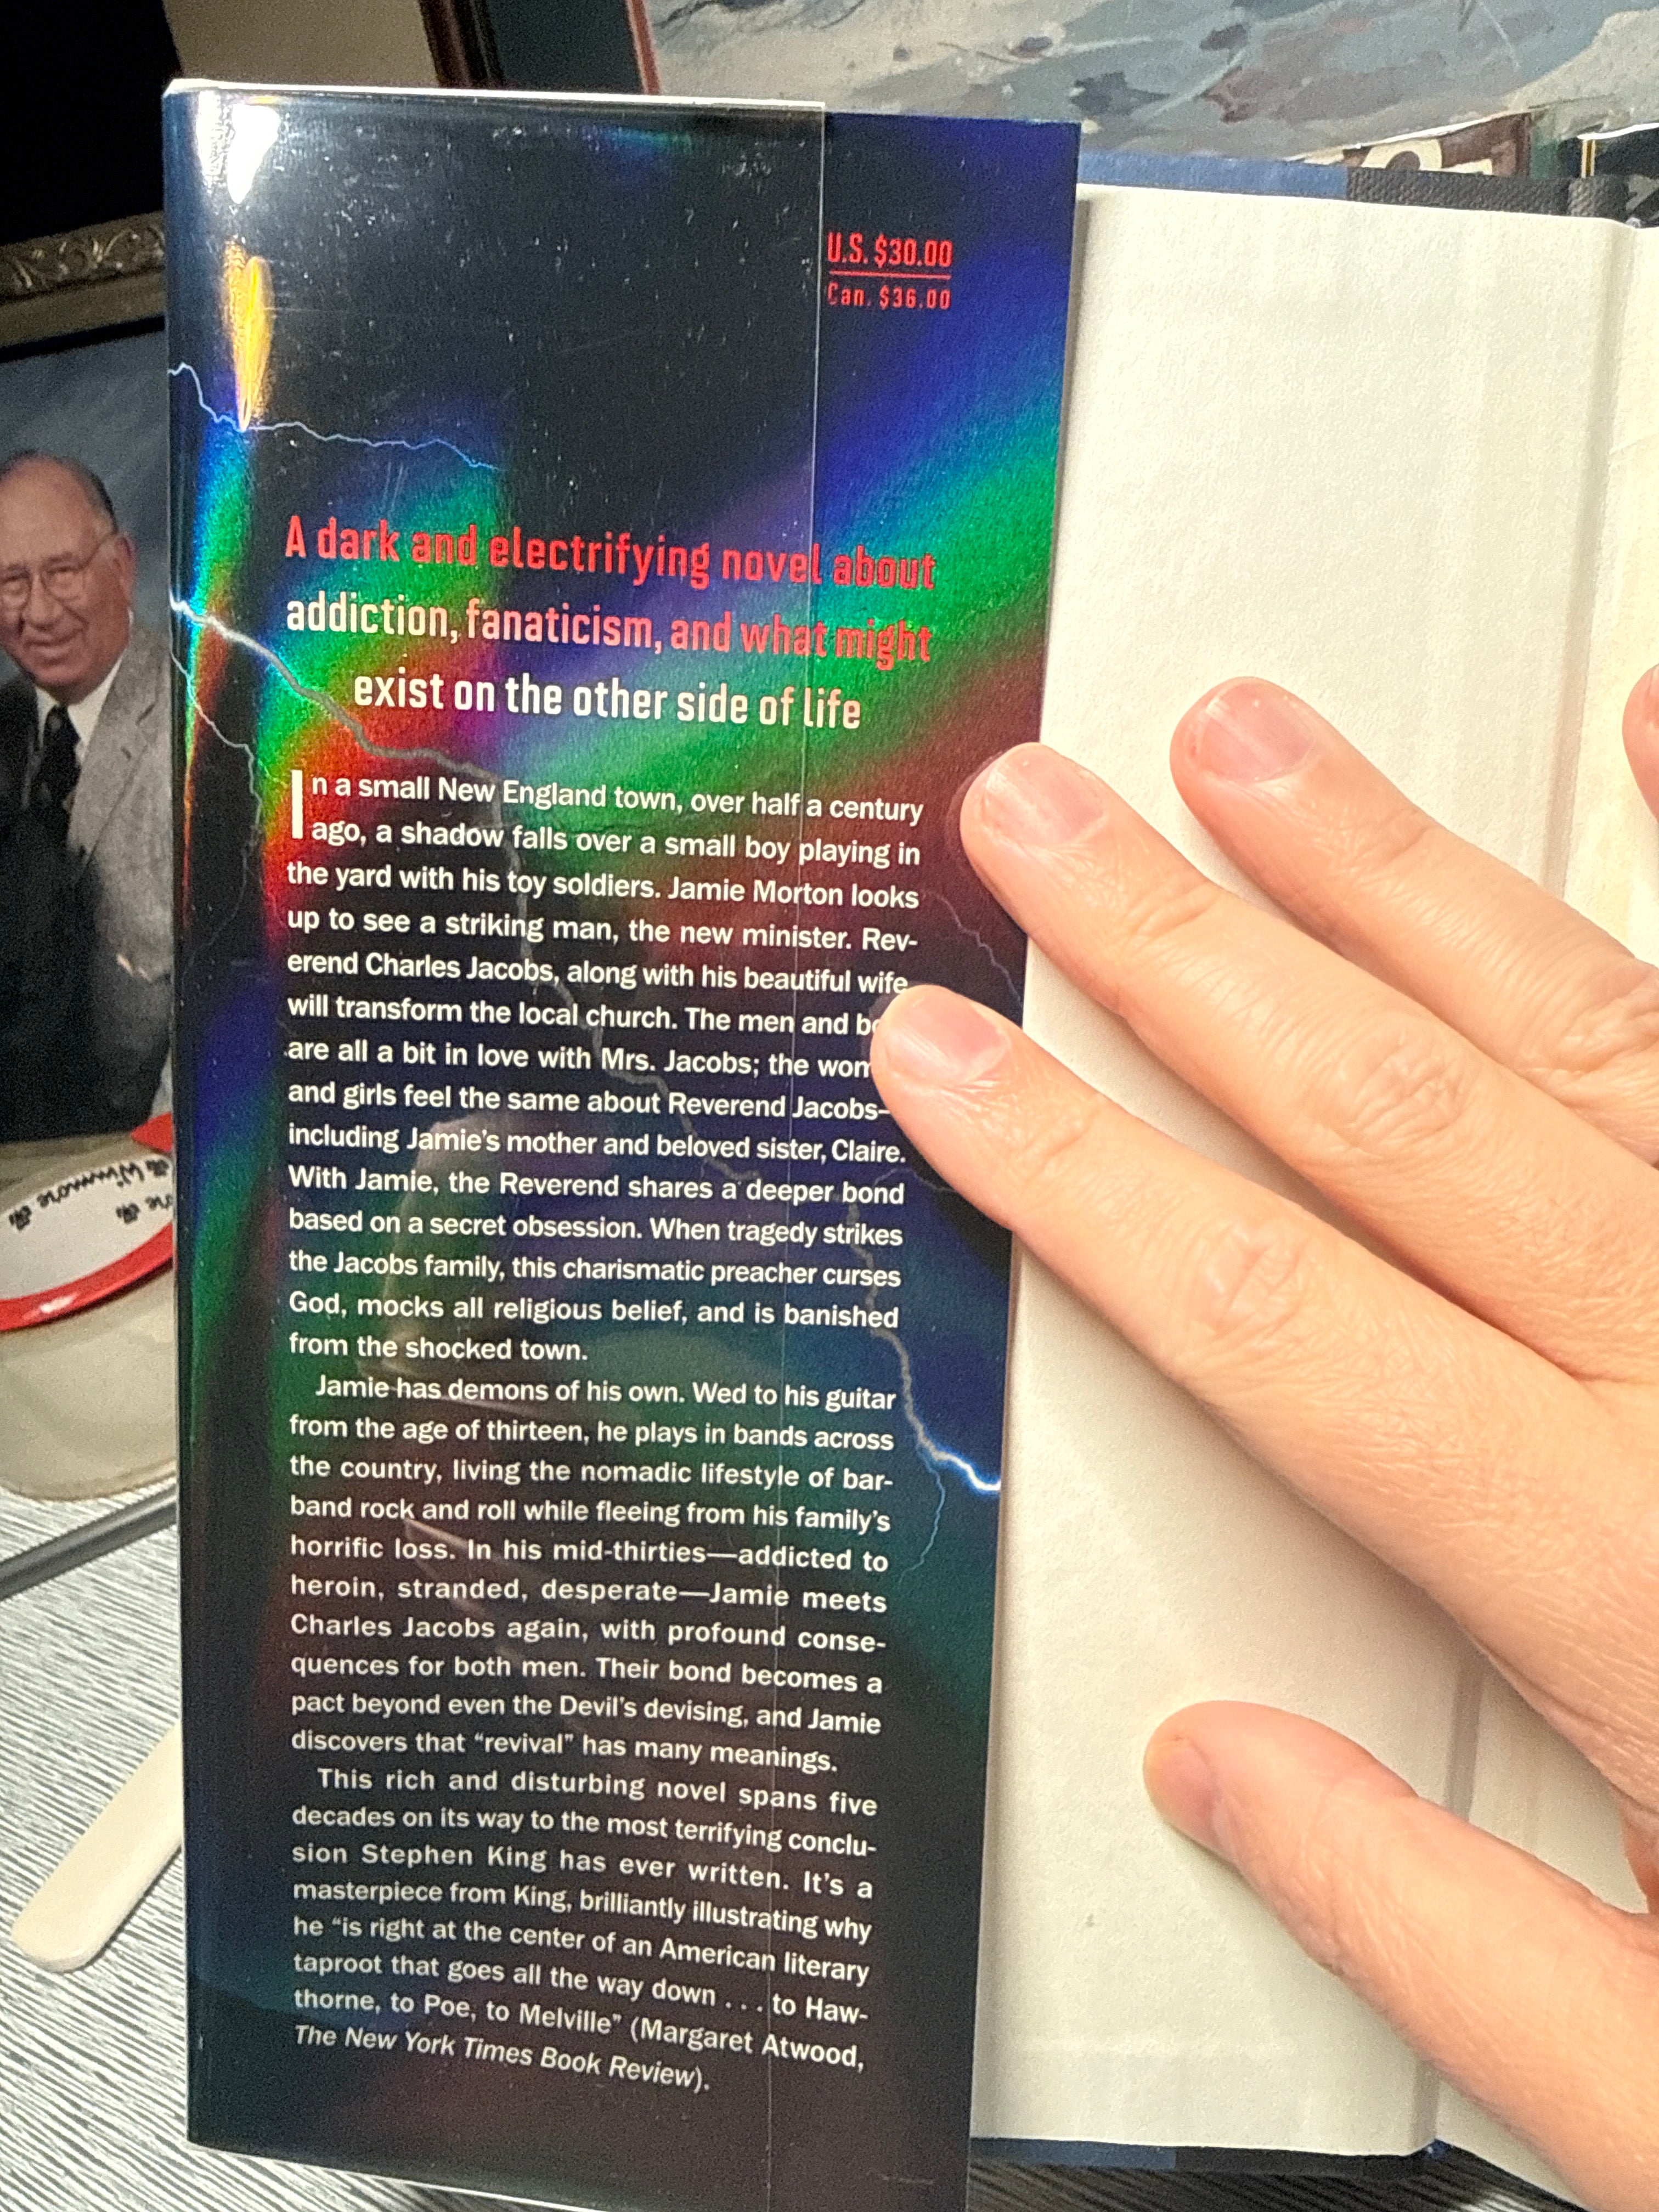 U.S. $30.00
Can. $36.00
A dark and electrifying novel about
addiction, fanaticism, and what might
exist on the other side of life
In a small New England town, over half a century
ago, a shadow falls over a small boy playing in
the yard with his toy soldiers. Jamie Morton looks
up to see a striking man, the new minister. Rev-
erend Charles Jacobs, along with his beautiful wife
will transform the local church. The men and
are all a bit in love with Mrs. Jacobs; the
and girls feel the same about Reverend Jacobs—
including Jamie's mother and beloved sister, Claire.
With Jamie, the Reverend shares a deeper bond
based on a secret obsession. When tragedy strikes
the Jacobs family, this charismatic preacher curses
God, mocks all religious belief, and is banished
from the shocked town.
Jamie has demons of his own. Wed to his guitar
from the age of thirteen, he plays in bands across
the country, living the nomadic lifestyle of bar-
band rock and roll while fleeing from his family's
horrific loss. In his mid-thirties—addicted to
heroin, stranded, desperate—Jamie meets
Charles Jacobs again, with profound conse-
quences for both men. Their bond becomes a
pact beyond even the Devil's devising, and Jamie
discovers that "revival" has many meanings.
This rich and disturbing novel spans five
decades on its way to the most terrifying conclu-
sion Stephen King has ever written. It's a
masterpiece from King, brilliantly illustrating why
he "is right at the center of an American literary
taproot that goes all the way down . . . to Haw-
thorne, to Poe, to Melville" (Margaret Atwood,
The New York Times Book Review).